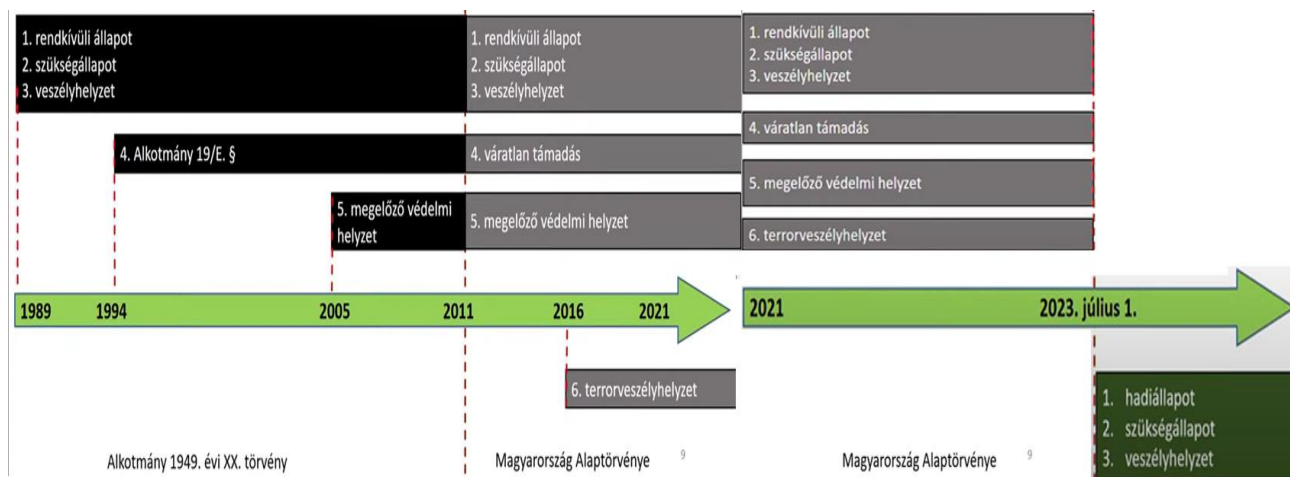 1. rendkívüli állapot
2. szükségállapot
3. veszélyhelyzet
1. rendkívüli állapot
2. szükségállapot
3. veszélyhelyzet
1. rendkívüli állapot
2. szükségállapot
3. veszélyhelyzet
4. Alkotmány 19/E. §
4. váratlan támadás
4. váratlan támadás
5. megelőző védelmi
helyzet
5. megelőző védelmi helyzet
5. megelőző védelmi helyzet
6. terrorveszélyhelyzet
1989 1994 2005 2011 2016 2021
2021 2023. július 1.
6. terrorveszélyhelyzet
1. hadiállapot
2. szükségállapot
3. veszélyhelyzet
Alkotmány 1949. évi XX. törvény
Magyarország Alaptörvénye 9
Magyarország Alaptörvénye 9